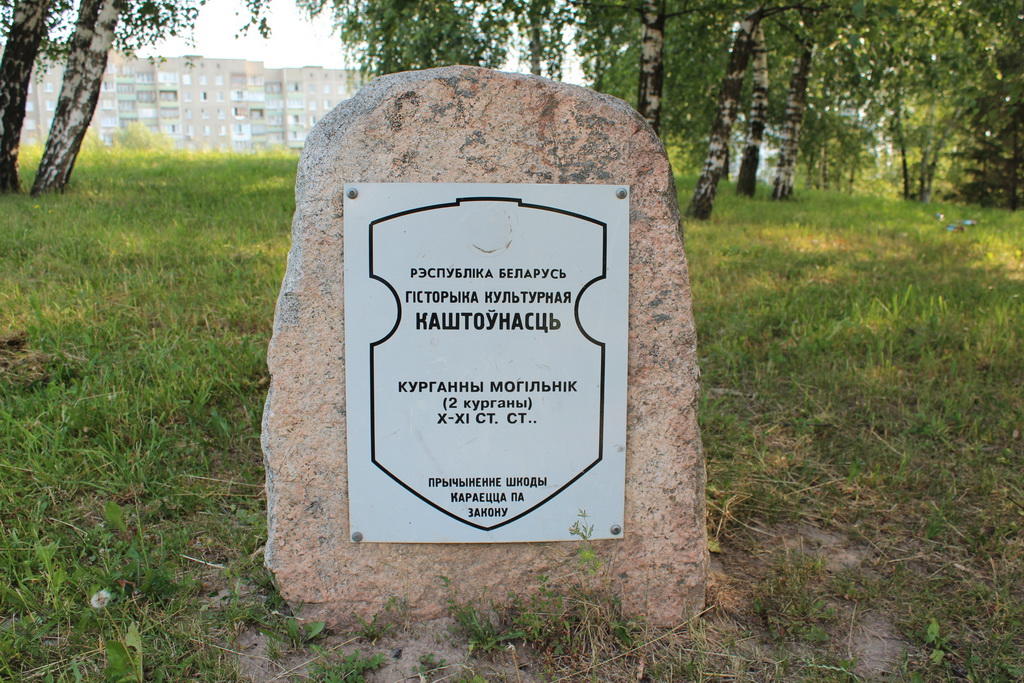 РЭСПУБЛІКА БЕЛАРУСЬ
ГІСТОРЫКА КУЛЬТУРНАЯ
КАШТОЎНАСЦЬ
КУРГАННЫ МОГІЛЬНІК
(2 курганы)
X-XI СТ. СТ..
ПРЫЧЫНЕННЕ ШКОДЫ
КАРАЕЦЦА ПА
ЗАКОНУ